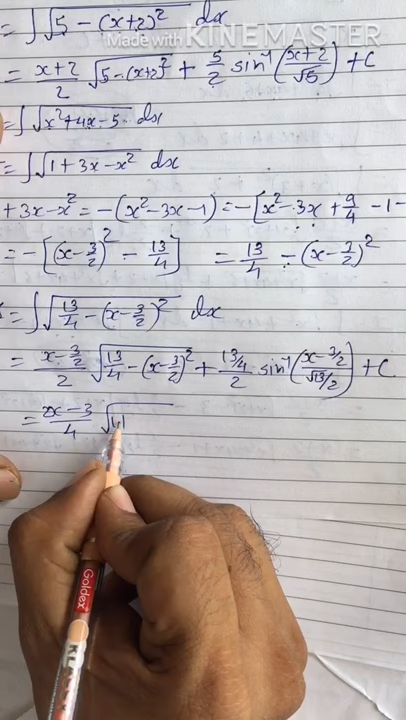 = ∫√5 − (x+2)² dx
Made with KINEMASTER
= x+2/2 √5−(x+2)² + 5/2 sin⁻¹(x+2/√5) + C
= ∫√x²+4x−5 dx
= ∫√1+3x−x² dx
+3x−x² = −(x²−3x−1) = −[x²−3x+9/4 −1−
= −[(x−3/2)² − 13/4] = 13/4 − (x−3/2)²
= ∫√13/4 − (x−3/2)² dx
= x−3/2/2 √13/4 − (x−3/2)² + 13/4/2 sin⁻¹(x−3/2/√13/2) + C
= 2x−3/4 √
Goldex